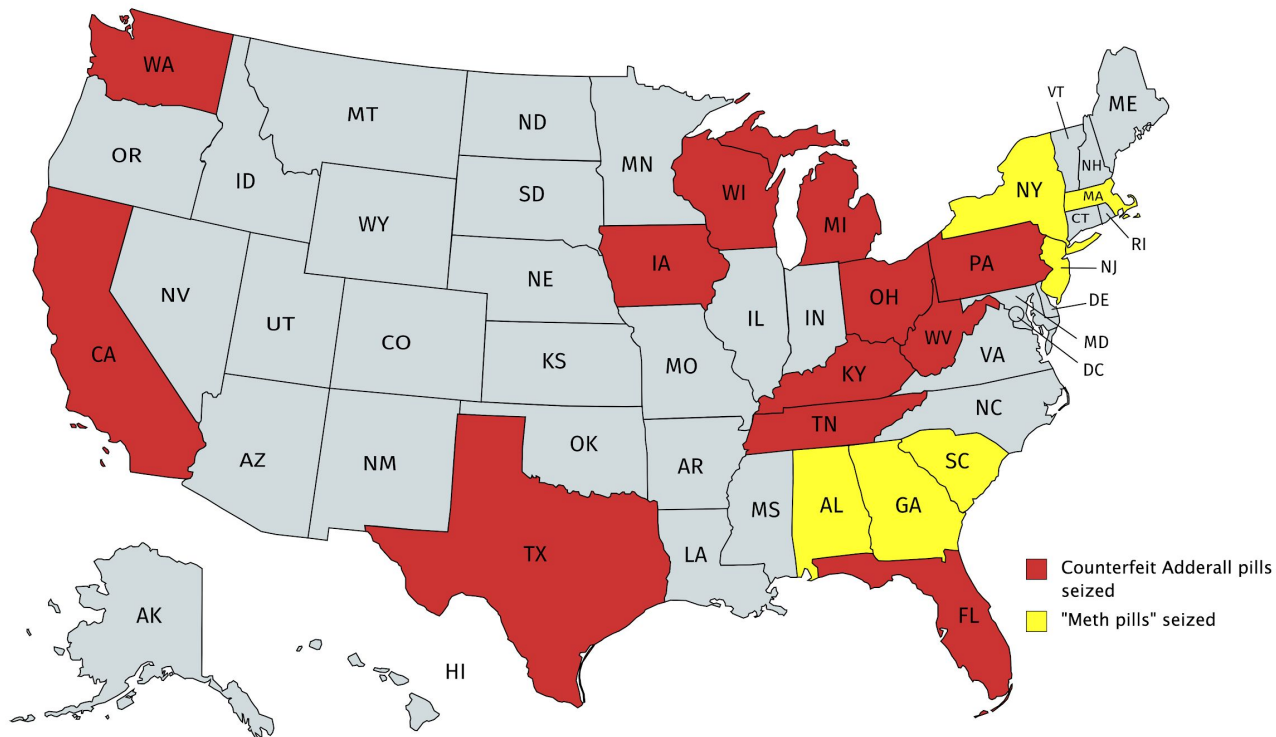 WA
MT
ND
MN
VT
ME
OR
ID
SD
WI
NH
WY
MI
NY
MA
CT
RI
IA
PA
NJ
NE
NV
OH
DE
UT
IL
IN
CO
WV
MD
CA
KS
MO
VA
DC
KY
NC
TN
AZ
NM
OK
AR
SC
MS
AL
GA
TX
LA
Counterfeit Adderall pills
seized
"Meth pills" seized
AK
FL
HI